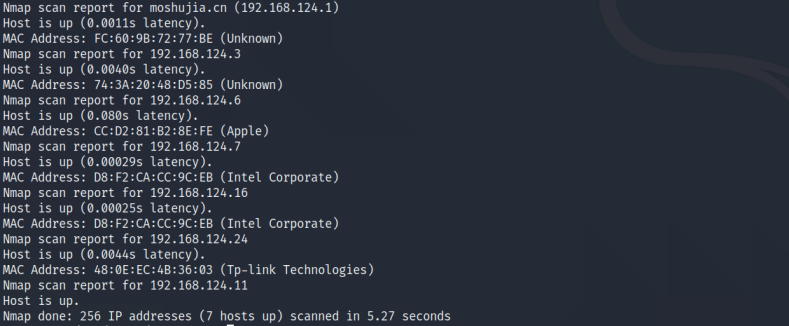 Nmap scan report for moshujia.cn (192.168.124.1)
Host is up (0.0011s latency).
MAC Address: FC:60:9B:72:77:BE (Unknown)
Nmap scan report for 192.168.124.3
Host is up (0.0040s latency).
MAC Address: 74:3A:20:48:D5:85 (Unknown)
Nmap scan report for 192.168.124.6
Host is up (0.080s latency).
MAC Address: CC:D2:81:B2:8E:FE (Apple)
Nmap scan report for 192.168.124.7
Host is up (0.00029s latency).
MAC Address: D8:F2:CA:CC:9C:EB (Intel Corporate)
Nmap scan report for 192.168.124.16
Host is up (0.00025s latency).
MAC Address: D8:F2:CA:CC:9C:EB (Intel Corporate)
Nmap scan report for 192.168.124.24
Host is up (0.0044s latency).
MAC Address: 48:0E:EC:4B:36:03 (Tp-link Technologies)
Nmap scan report for 192.168.124.11
Host is up.
Nmap done: 256 IP addresses (7 hosts up) scanned in 5.27 seconds